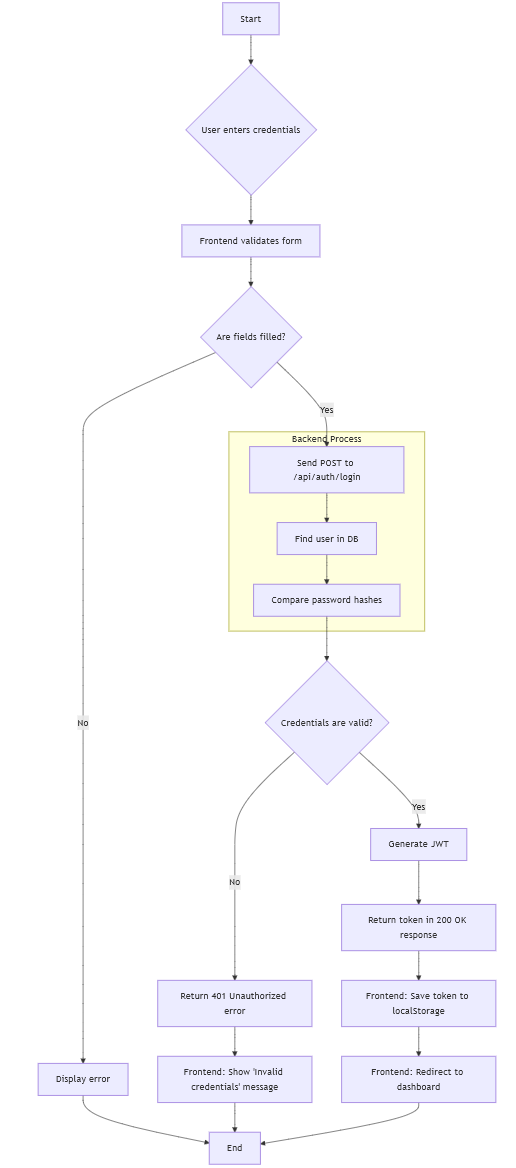 Start
User enters credentials
Frontend validates form
Are fields filled?
Yes
Backend Process
Send POST to
/api/auth/login
Find user in DB
Compare password hashes
No
Credentials are valid?
Yes
Generate JWT
No
Return token in 200 OK
response
Return 401 Unauthorized
error
Frontend: Save token to
localStorage
Display error
Frontend: Show 'Invalid
credentials' message
Frontend: Redirect to
dashboard
End